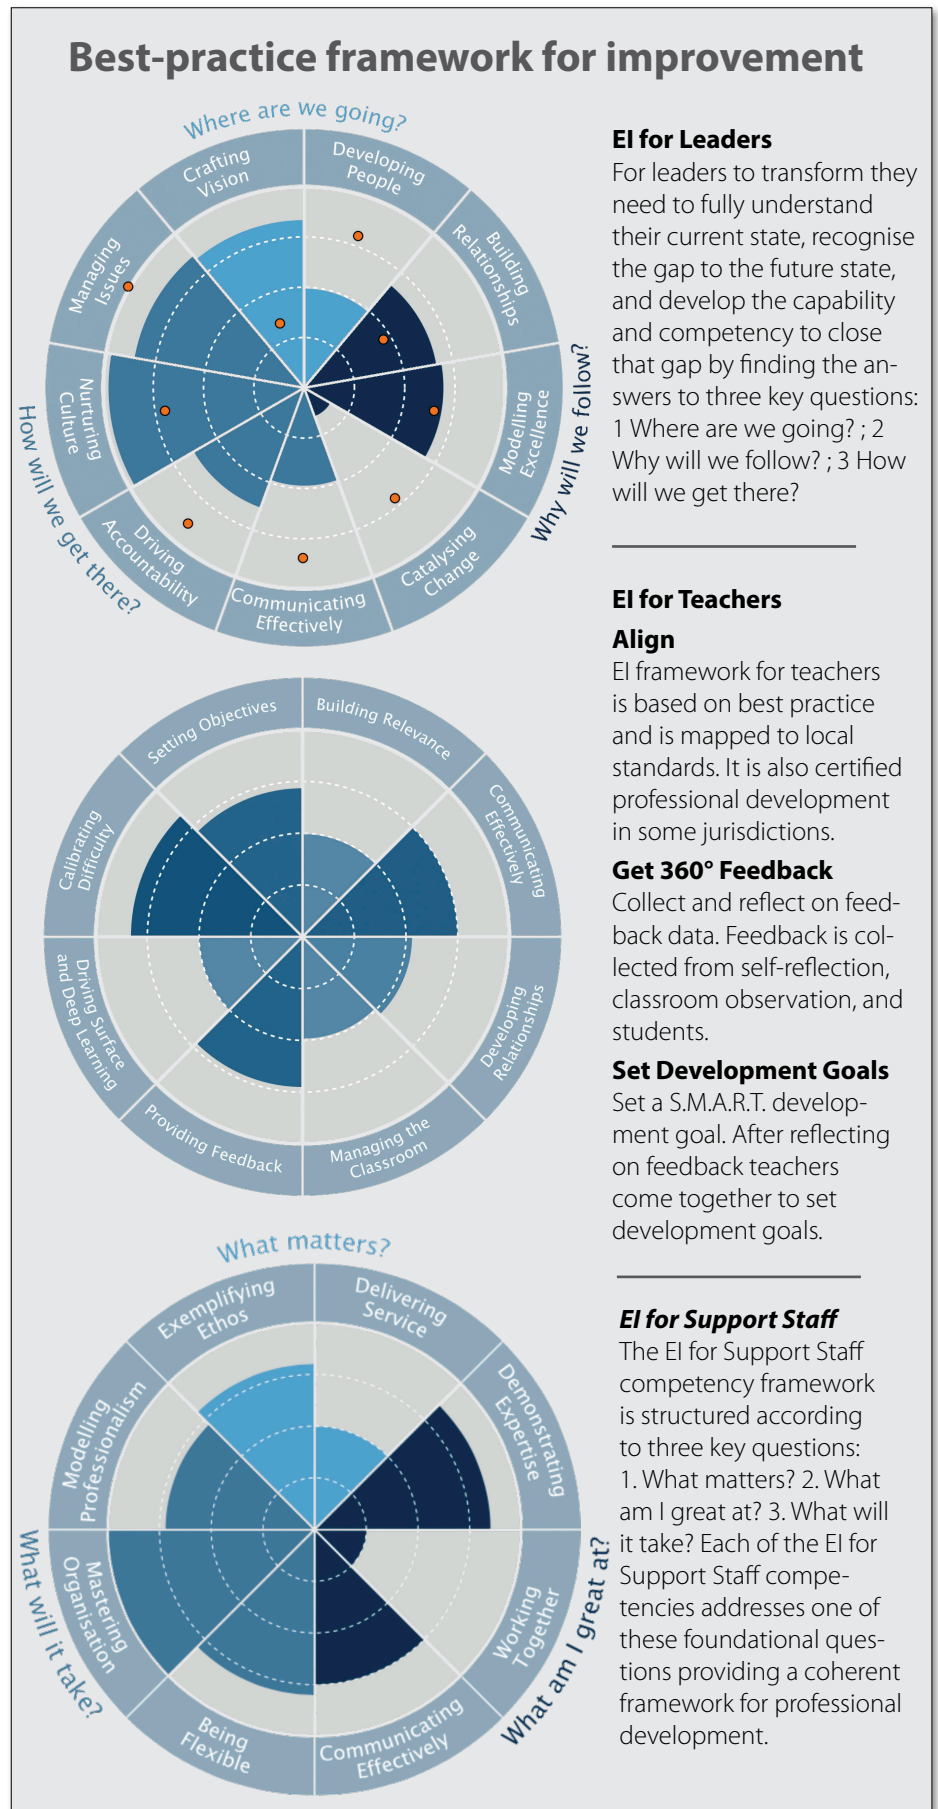 Best-practice framework for improvement
Where are we going?
Crafting
Vision
Developing
People
Building
Relationships
Modelling
Excellence
Catalysing
Change
Communicating
Effectively
Driving
Accountability
Nurturing
Culture
Managing
Issues
Why will we follow?
How will we get there?
EI for Leaders
For leaders to transform they
need to fully understand
their current state, recognise
the gap to the future state,
and develop the capability
and competency to close
that gap by finding the an-
swers to three key questions:
1 Where are we going? ; 2
Why will we follow? ; 3 How
will we get there?
Setting Objectives
Building Relevance
Communicating
Effectively
Developing
Relationships
Managing the
Classroom
Providing Feedback
Driving Surface
and Deep Learning
Calibrating
Difficulty
EI for Teachers
Align
EI framework for teachers
is based on best practice
and is mapped to local
standards. It is also certified
professional development
in some jurisdictions.
Get 360° Feedback
Collect and reflect on feed-
back data. Feedback is col-
lected from self-reflection,
classroom observation, and
students.
Set Development Goals
Set a S.M.A.R.T. develop-
ment goal. After reflecting
on feedback teachers
come together to set
development goals.
What matters?
Exemplifying
Ethos
Delivering
Service
Demonstrating
Expertise
Working
Together
Communicating
Effectively
Being
Flexible
Mastering
Organisation
Modelling
Professionalism
What am I great at?
What will it take?
EI for Support Staff
The EI for Support Staff
competency framework
is structured according
to three key questions:
1. What matters? 2. What
am I great at? 3. What will
it take? Each of the EI for
Support Staff compe-
tencies addresses one of
these foundational ques-
tions providing a coherent
framework for professional
development.